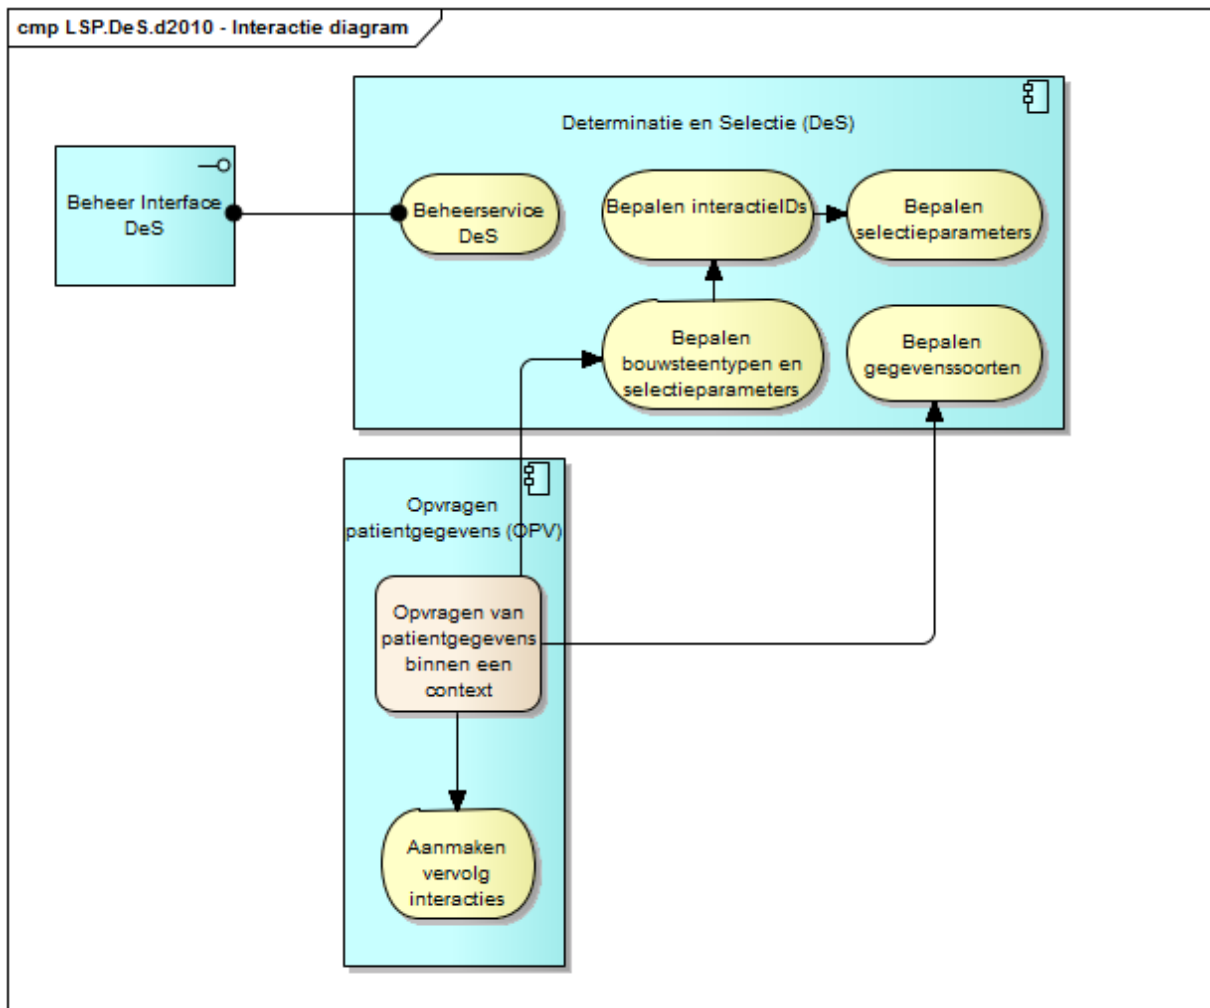 cmp LSP.DeS.d2010 - Interactie diagram
Determinatie en Selectie (DeS)
Beheer Interface
DeS
Beheerservice
DeS
Bepalen interactieIDs
Bepalen
selectieparameters
Bepalen
bouwsteentypen en
selectieparameters
Bepalen
gegevenssoorten
Opvragen
patientgegevens (OPV)
Opvragen van
patientgegevens
binnen een
context
Aanmaken
vervolg
interacties